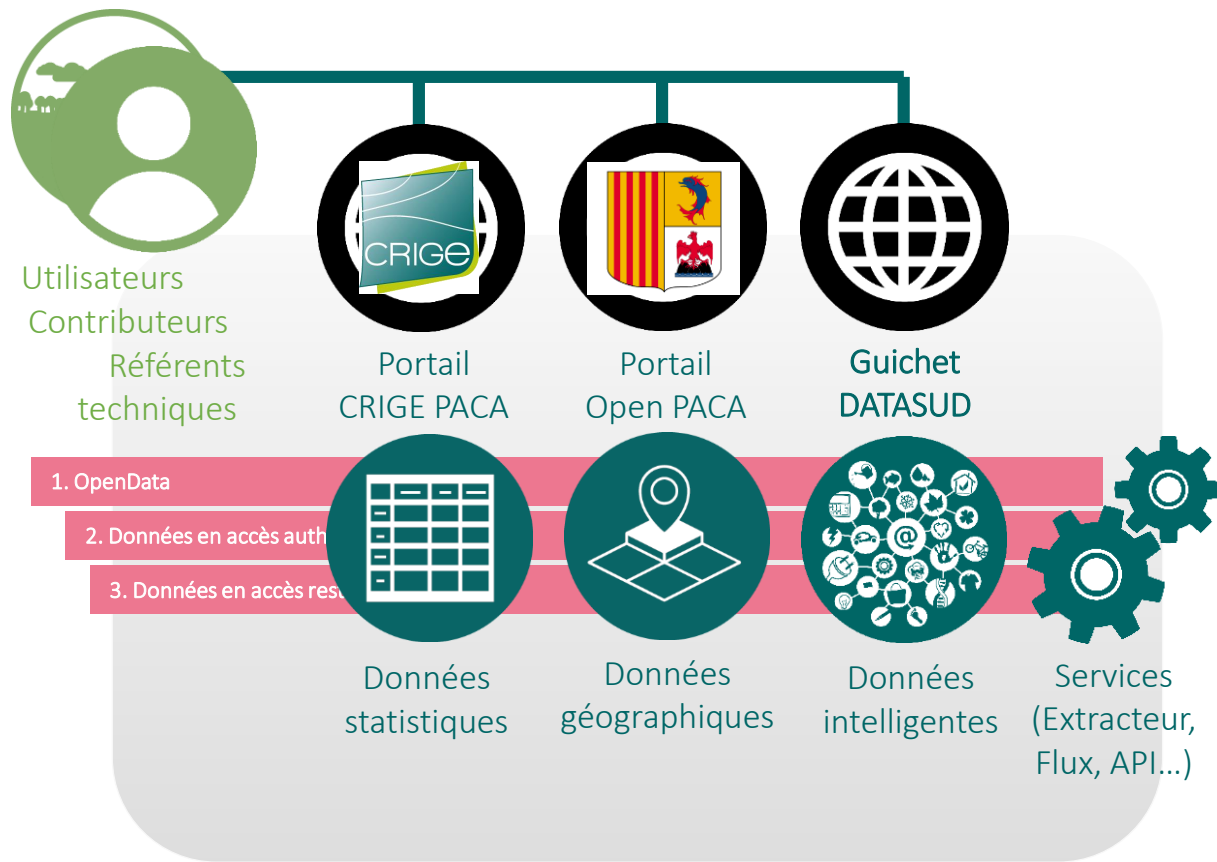 CRIGE
Utilisateurs
Contributeurs
Référents
techniques
Portail
CRIGE PACA
Portail
Open PACA
Guichet
DATASUD
1. OpenData
2. Données en accès auth
3. Données en accès rest
@
Données
statistiques
Données
géographiques
Données
intelligentes
Services
(Extracteur,
Flux, API...)